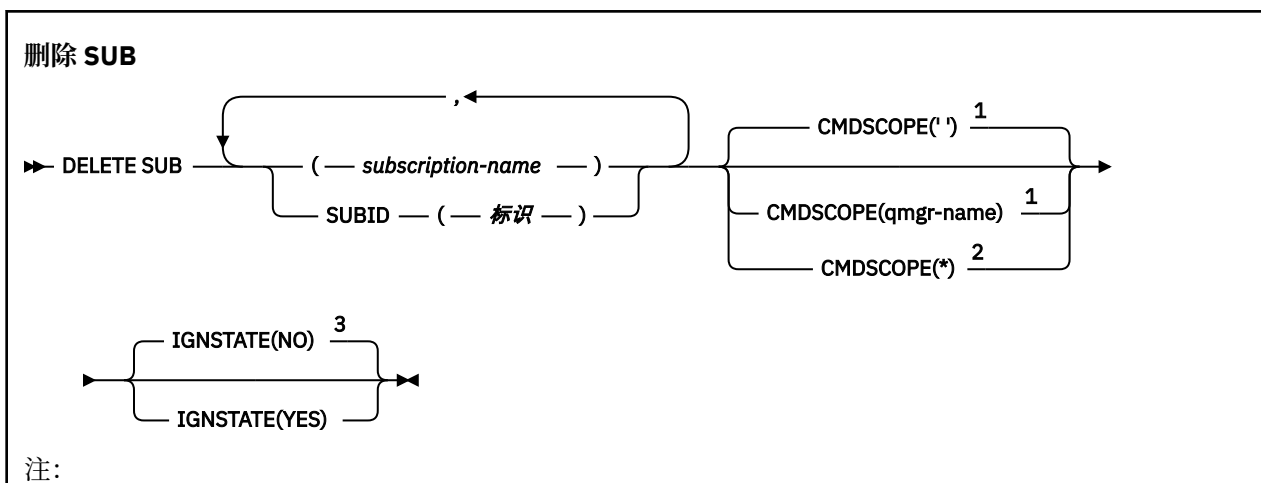 删除 SUB
,
DELETE SUB ( subscription-name ) CMDSCOPE(' ') 1
SUBID ( 标识 ) CMDSCOPE(qmgr-name) 1
CMDSCOPE(*) 2
IGNSTATE(NO) 3
IGNSTATE(YES)
注：